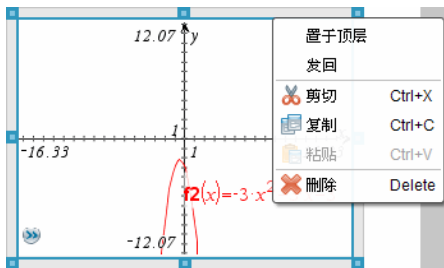 12.07
y
1
-16.33
1
f2(x)=-3·x²
-12.07
置于顶层
发回
剪切 Ctrl+X
复制 Ctrl+C
粘贴 Ctrl+V
删除 Delete